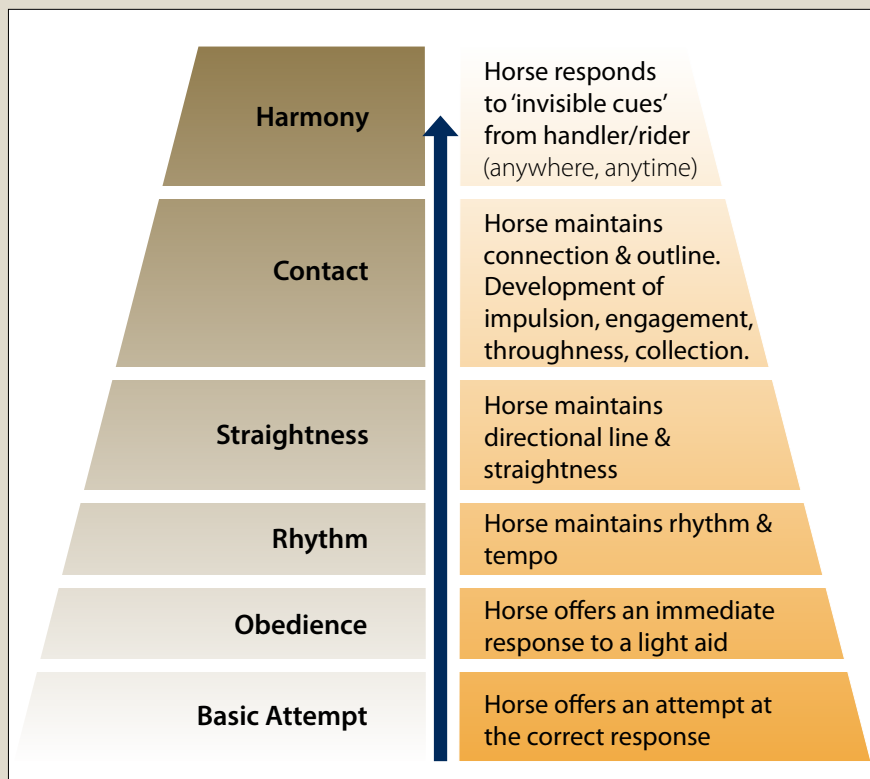 Harmony
Horse responds
to ‘invisible cues’
from handler/rider
(anywhere, anytime)
Contact
Horse maintains
connection & outline.
Development of
impulsion, engagement,
throughness, collection.
Straightness
Horse maintains
directional line &
straightness
Rhythm
Horse maintains rhythm &
tempo
Obedience
Horse offers an immediate
response to a light aid
Basic Attempt
Horse offers an attempt at
the correct response